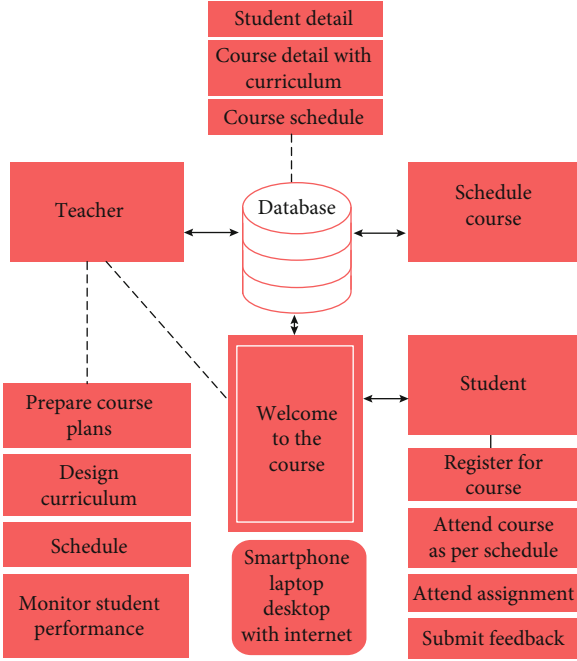 Student detail
Course detail with
curriculum
Course schedule
Teacher
Database
Schedule
course
Welcome
to the
course
Student
Prepare course
plans
Design
curriculum
Schedule
Monitor student
performance
Smartphone
laptop
desktop
with internet
Register for
course
Attend course
as per schedule
Attend assignment
Submit feedback